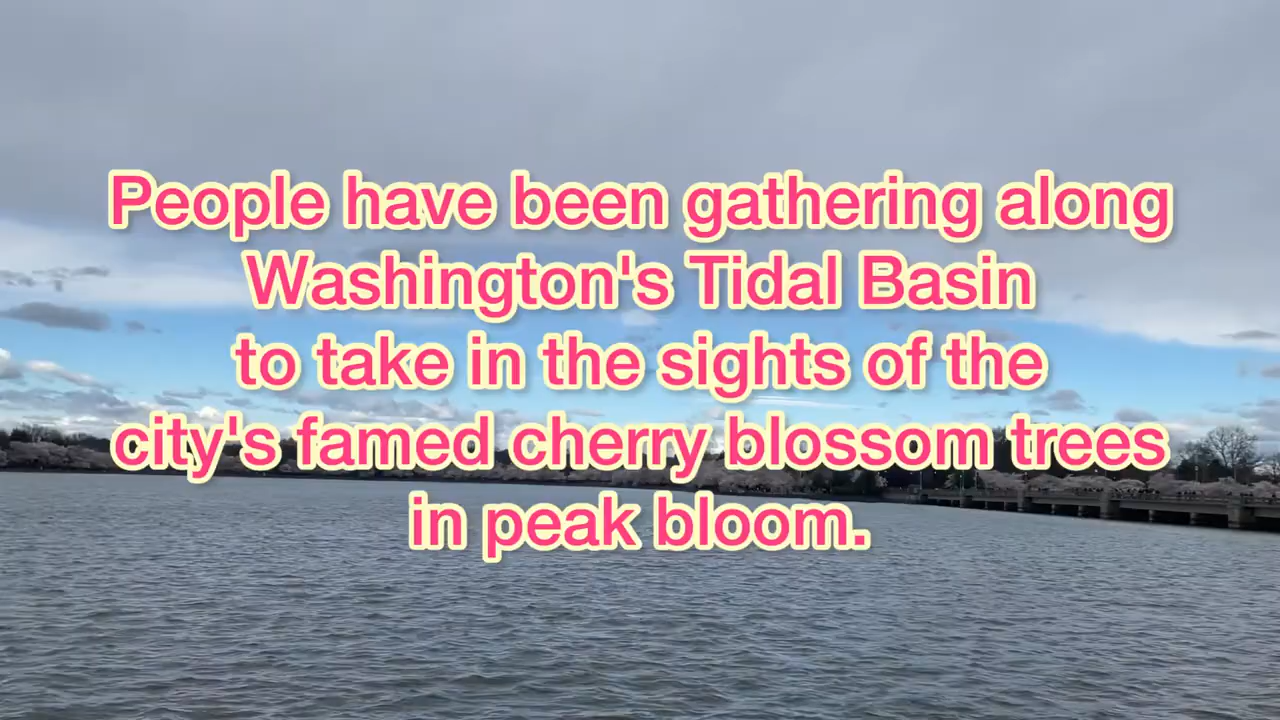 People have been gathering along
Washington's Tidal Basin
to take in the sights of the
city's famed cherry blossom trees
in peak bloom.